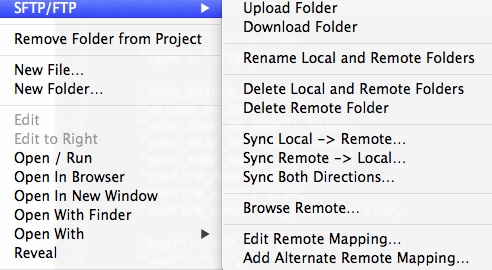 SFTP/FTP
Remove Folder from Project
New File...
New Folder...
Edit
Edit to Right
Open / Run
Open In Browser
Open In New Window
Open With Finder
Open With
Reveal
Upload Folder
Download Folder
Rename Local and Remote Folders
Delete Local and Remote Folders
Delete Remote Folder
Sync Local -> Remote...
Sync Remote -> Local...
Sync Both Directions...
Browse Remote...
Edit Remote Mapping...
Add Alternate Remote Mapping...